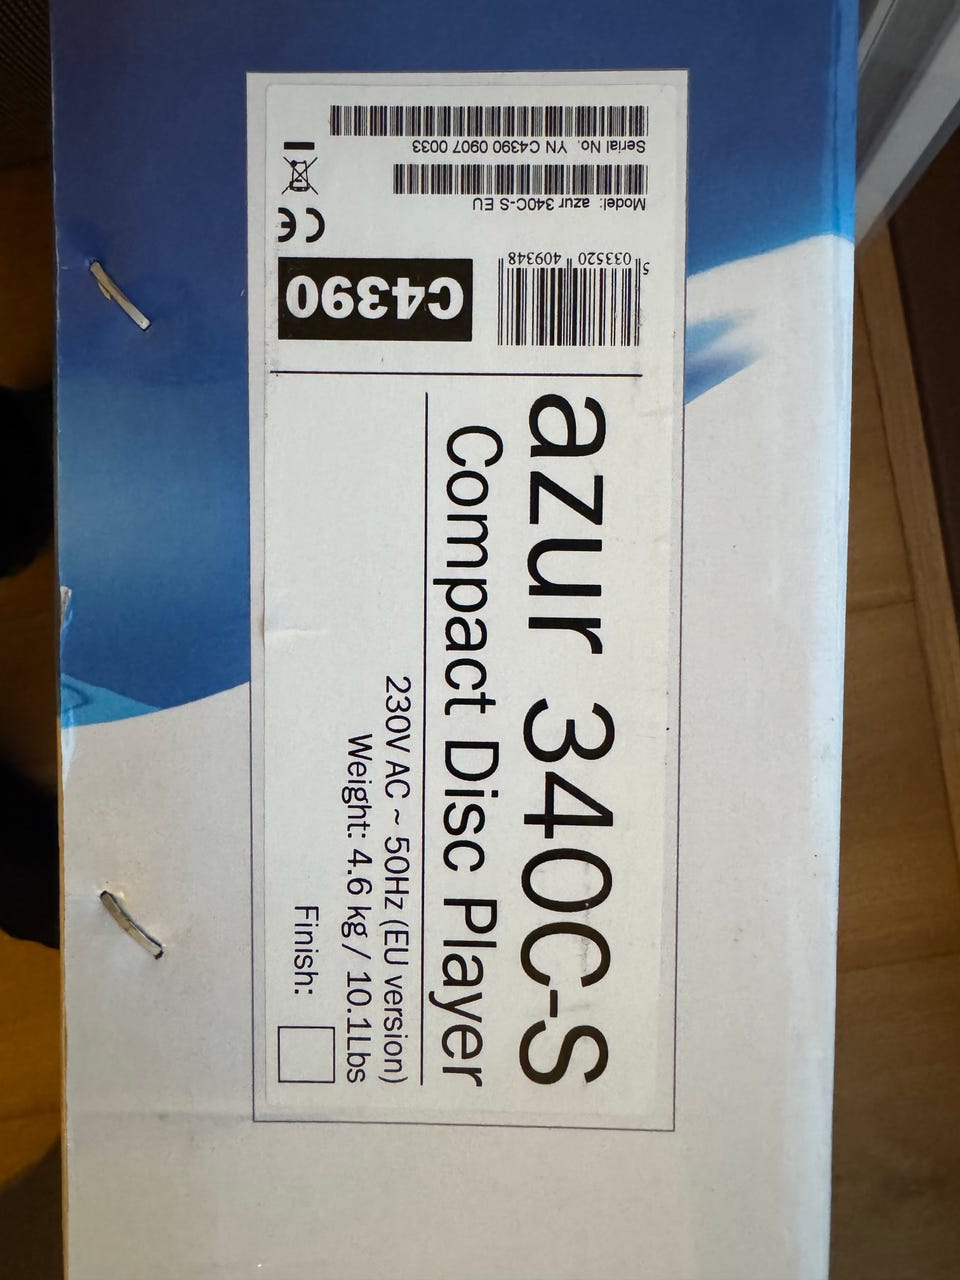 azur 340C-S
Compact Disc Player
230V AC ~ 50Hz (EU version)
Weight: 4.6 kg / 10.1Lbs
Finish:
Serial No. YN C4390 0907 0033
Model: azur 340C-S EU
5 033520 409348
C4390
CE